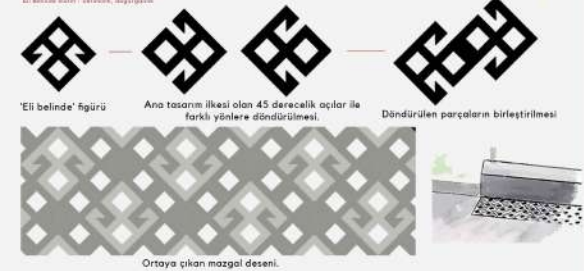 'Eli belinde' figürü
Ana tasarım ilkesi olan 45 derecelik açılar ile
farklı yönlere döndürülmesi.
Döndürülen parçaların birleştirilmesi
Ortaya çıkan mazgal deseni.